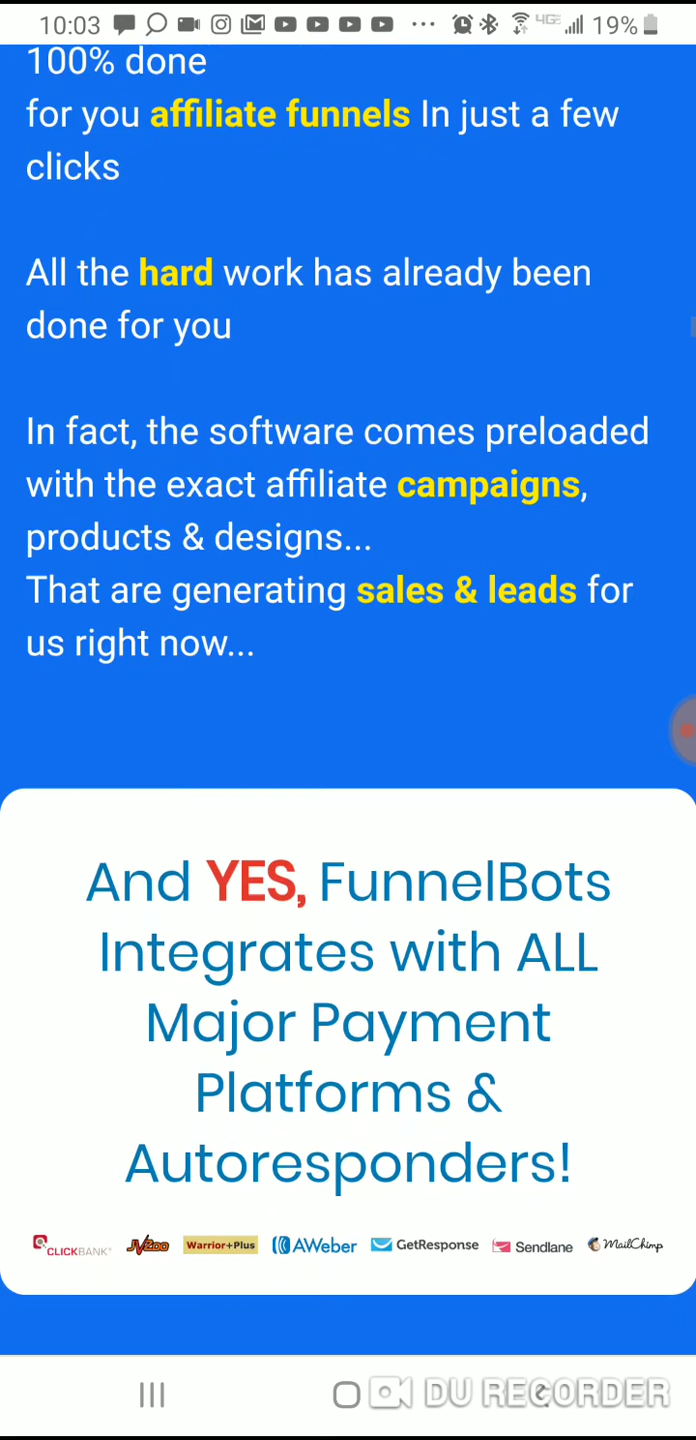 10:03 4GE 19%
100% done
for you affiliate funnels In just a few
clicks
All the hard work has already been
done for you
In fact, the software comes preloaded
with the exact affiliate campaigns,
products & designs...
That are generating sales & leads for
us right now...
And YES, FunnelBots
Integrates with ALL
Major Payment
Platforms &
Autoresponders!
CLICKBANK JVZoo Warrior+Plus AWeber GetResponse Sendlane MailChimp
DU RECORDER